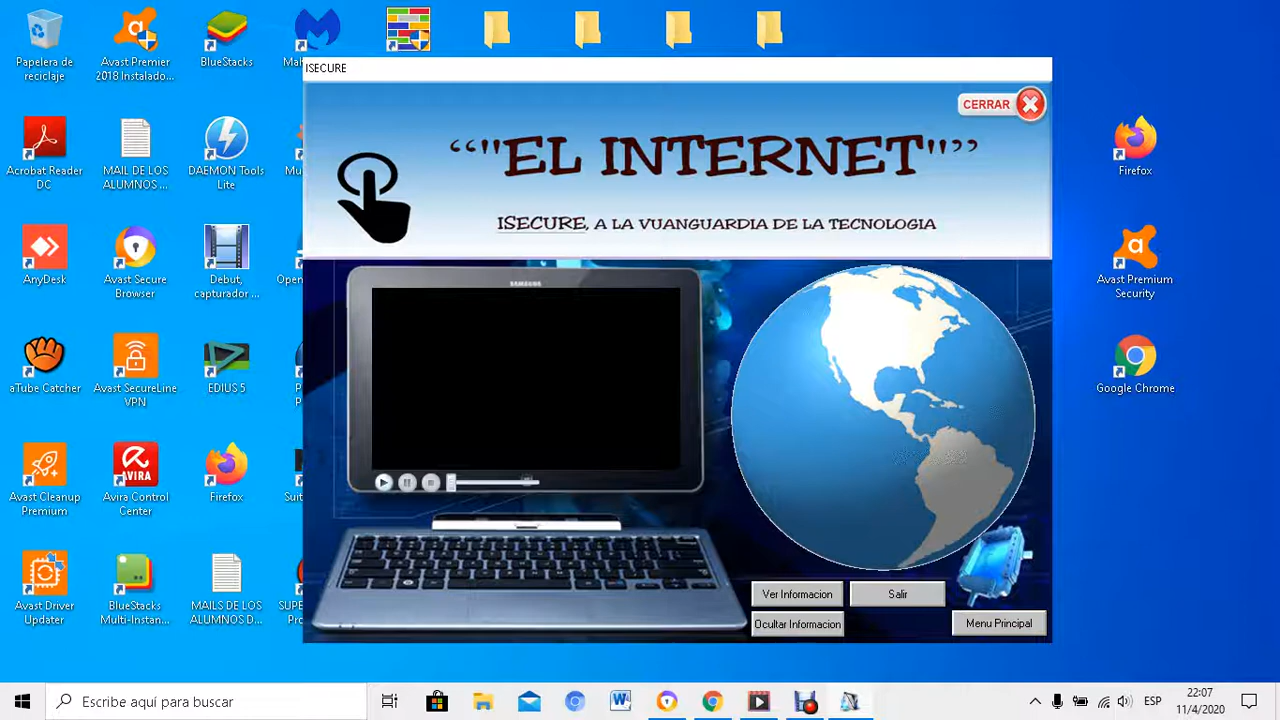 Papelera de
reciclaje
Avast Premier
2018 Instalado...
BlueStacks
Acrobat Reader
DC
MAIL DE LOS
ALUMNOS ...
DAEMON Tools
Lite
AnyDesk
Avast Secure
Browser
Debut,
capturador ...
aTube Catcher
Avast SecureLine
VPN
EDIUS 5
Avast Cleanup
Premium
AVIRA
Avira Control
Center
Firefox
Avast Driver
Updater
BlueStacks
Multi-Instan...
MAILS DE LOS
ALUMNOS D...
ISECURE
CERRAR
““"EL INTERNET"””
ISECURE, A LA VUANGUARDIA DE LA TECNOLOGIA
SAMSUNG
Ver Informacion
Salir
Ocultar Informacion
Menu Principal
Firefox
Avast Premium
Security
Google Chrome
Escribe aquí para buscar
ESP
22:07
11/4/2020